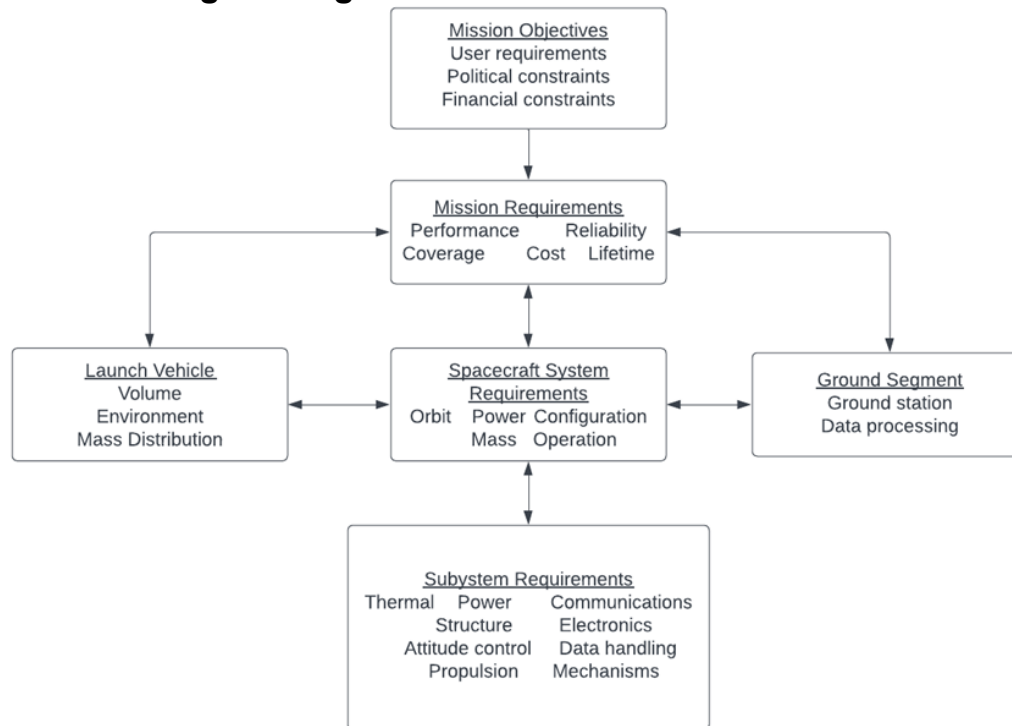 Mission Objectives
User requirements
Political constraints
Financial constraints
Mission Requirements
Performance Reliability
Coverage Cost Lifetime
Launch Vehicle
Volume
Environment
Mass Distribution
Spacecraft System
Requirements
Orbit Power Configuration
Mass Operation
Ground Segment
Ground station
Data processing
Subystem Requirements
Thermal Power Communications
Structure Electronics
Attitude control Data handling
Propulsion Mechanisms